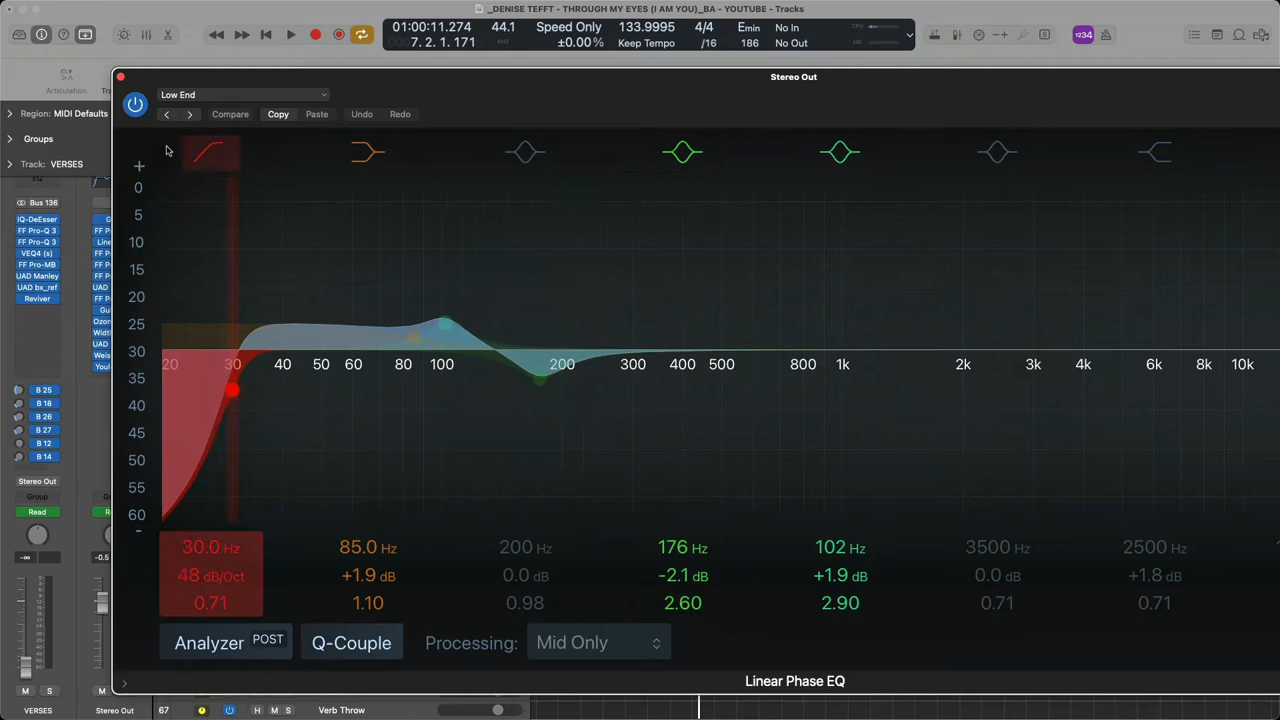 _DENISE TEFFT - THROUGH MY EYES (I AM YOU)_BA - YOUTUBE - Tracks
01:00:11.274 44.1 Speed Only 133.9995 4/4 Emin No In CPU
7. 2. 1. 171 kHz ±0.00% Keep Tempo /16 186 No Out
1234
Stereo Out
Articulation
Low End
Region: MIDI Defaults
Compare Copy Paste Undo Redo
Groups
Track: VERSES
EQ
Bus 136
IQ-DeEsser
FF Pro-Q 3
FF Pro-Q 3
VEQ4 (s)
FF Pro-MB
UAD Manley
UAD bx_ref
Reviver
B 25
B 18
B 26
B 27
B 12
B 14
Stereo Out
Group
Read
-∞
-0.5
M S M
VERSES Stereo Out 67 H M S Verb Throw
+
0
5
10
15
20
25
30
35
40
45
50
55
60
-
20 30 40 50 60 80 100 200 300 400 500 800 1k 2k 3k 4k 6k 8k 10k
30.0 Hz 85.0 Hz 200 Hz 176 Hz 102 Hz 3500 Hz 2500 Hz
48 dB/Oct +1.9 dB 0.0 dB -2.1 dB +1.9 dB 0.0 dB +1.8 dB
0.71 1.10 0.98 2.60 2.90 0.71 0.71
Analyzer POST Q-Couple Processing: Mid Only
Linear Phase EQ